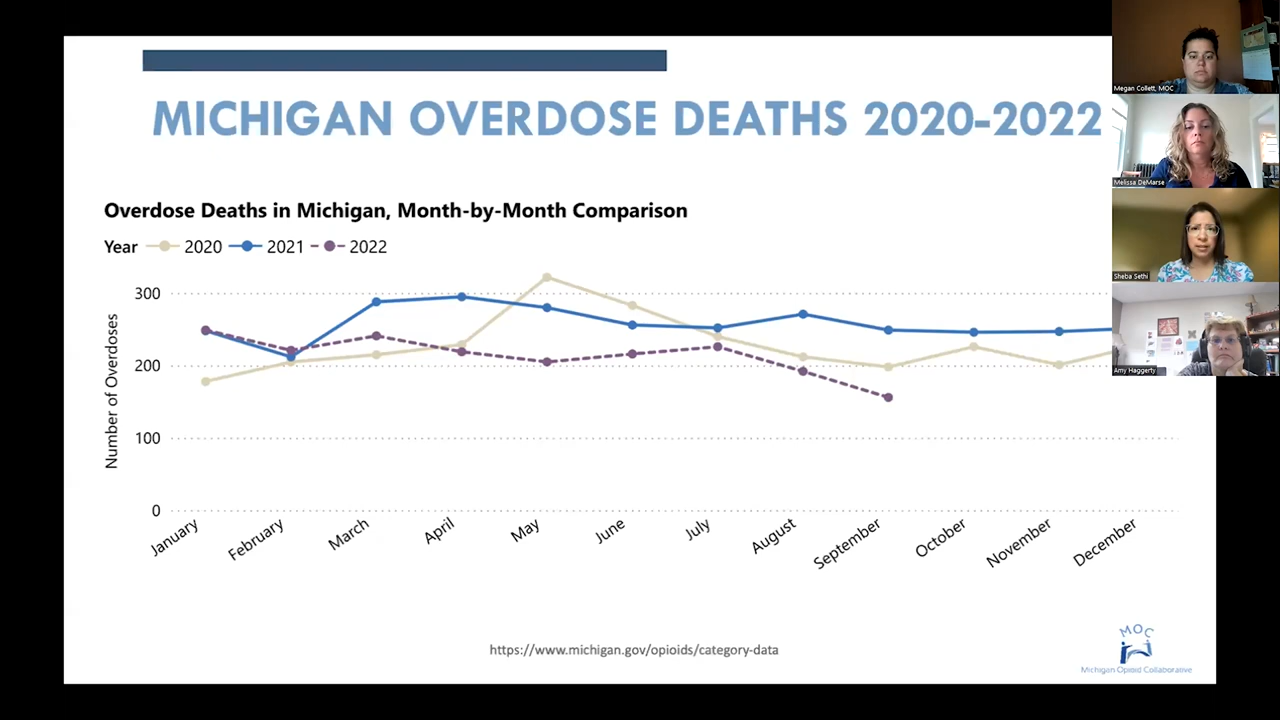 MICHIGAN OVERDOSE DEATHS 2020-2022
Overdose Deaths in Michigan, Month-by-Month Comparison
Year 2020 2021 2022
300
200
100
0
Number of Overdoses
January February March April May June July August September October November December
https://www.michigan.gov/opioids/category-data
MOC
Michigan Opioid Collaborative
Megan Collett, MOC
Melissa DeMarse
Sheba Sethi
Amy Haggerty